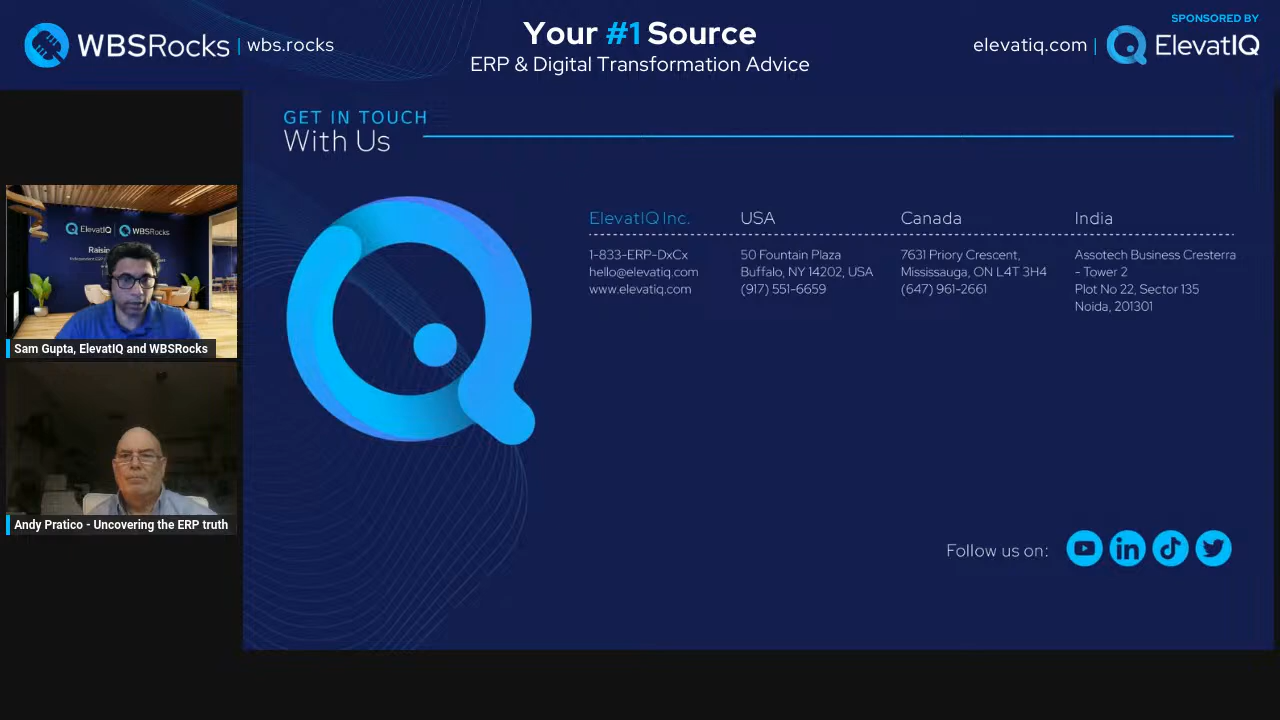 WBSRocks | wbs.rocks
Your #1 Source
ERP & Digital Transformation Advice
SPONSORED BY
elevatiq.com | ElevatIQ
GET IN TOUCH
With Us
ElevatIQ Inc.
1-833-ERP-DxCx
hello@elevatiq.com
www.elevatiq.com
USA
50 Fountain Plaza
Buffalo, NY 14202, USA
(917) 551-6659
Canada
7631 Priory Crescent,
Mississauga, ON L4T 3H4
(647) 961-2661
India
Assotech Business Cresterra
- Tower 2
Plot No 22, Sector 135
Noida, 201301
ElevatIQ | WBSRocks
Sam Gupta, ElevatIQ and WBSRocks
Andy Pratico - Uncovering the ERP truth
Follow us on:
in